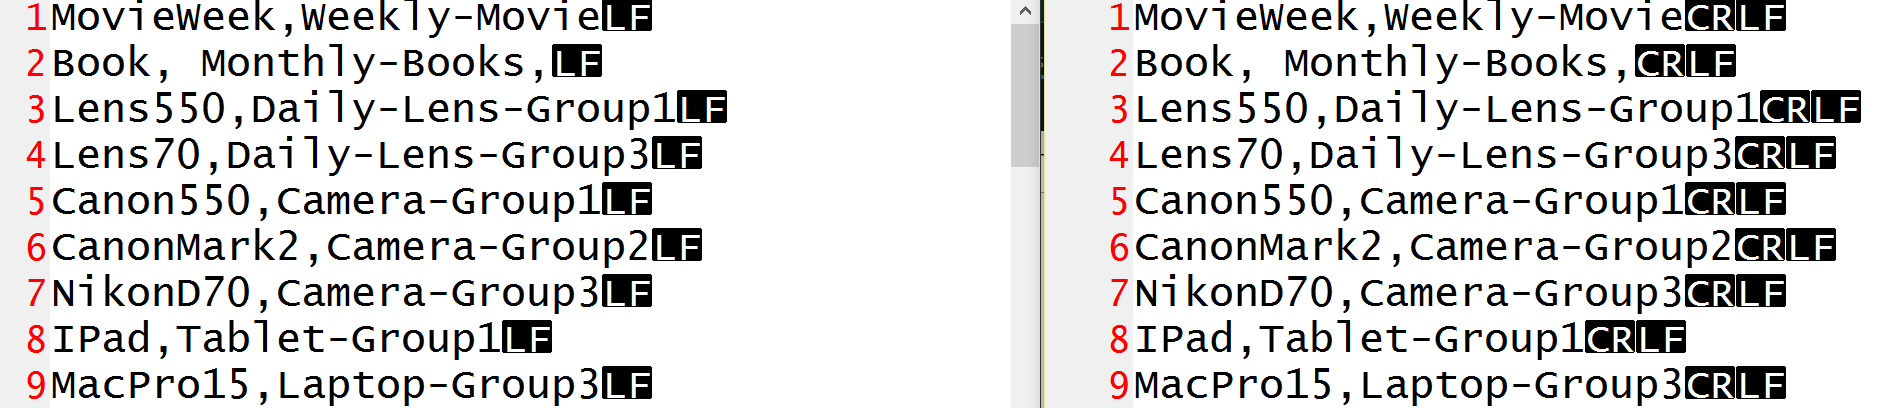 1MovieWeek,Weekly-MovieLF
2Book, Monthly-Books,LF
3Lens550,Daily-Lens-Group1LF
4Lens70,Daily-Lens-Group3LF
5Canon550,Camera-Group1LF
6CanonMark2,Camera-Group2LF
7NikonD70,Camera-Group3LF
8IPad,Tablet-Group1LF
9MacPro15,Laptop-Group3LF
1MovieWeek,Weekly-MovieCRLF
2Book, Monthly-Books,CRLF
3Lens550,Daily-Lens-Group1CRLF
4Lens70,Daily-Lens-Group3CRLF
5Canon550,Camera-Group1CRLF
6CanonMark2,Camera-Group2CRLF
7NikonD70,Camera-Group3CRLF
8IPad,Tablet-Group1CRLF
9MacPro15,Laptop-Group3CRLF